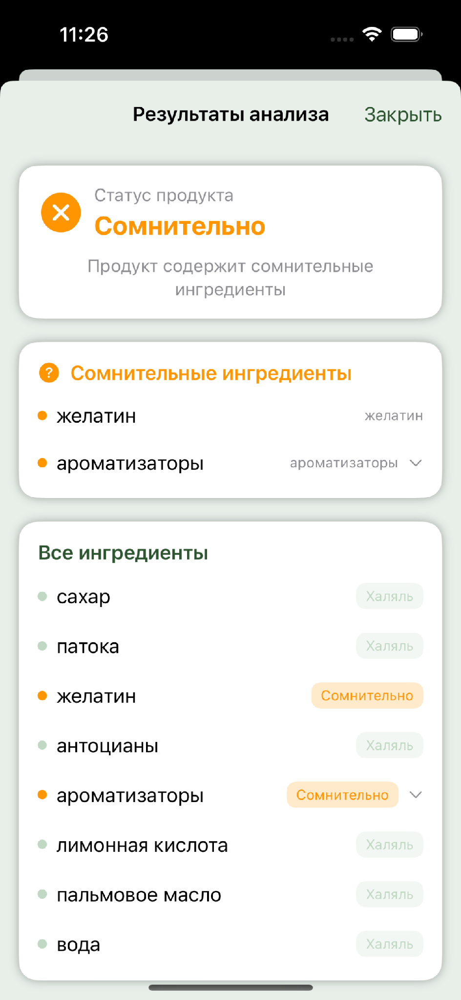 11:26
Результаты анализа
Закрыть
Статус продукта
Сомнительно
Продукт содержит сомнительные
ингредиенты
? Сомнительные ингредиенты
желатин желатин
ароматизаторы ароматизаторы
Все ингредиенты
сахар Халяль
патока Халяль
желатин Сомнительно
антоцианы Халяль
ароматизаторы Сомнительно
лимонная кислота Халяль
пальмовое масло Халяль
вода Халяль